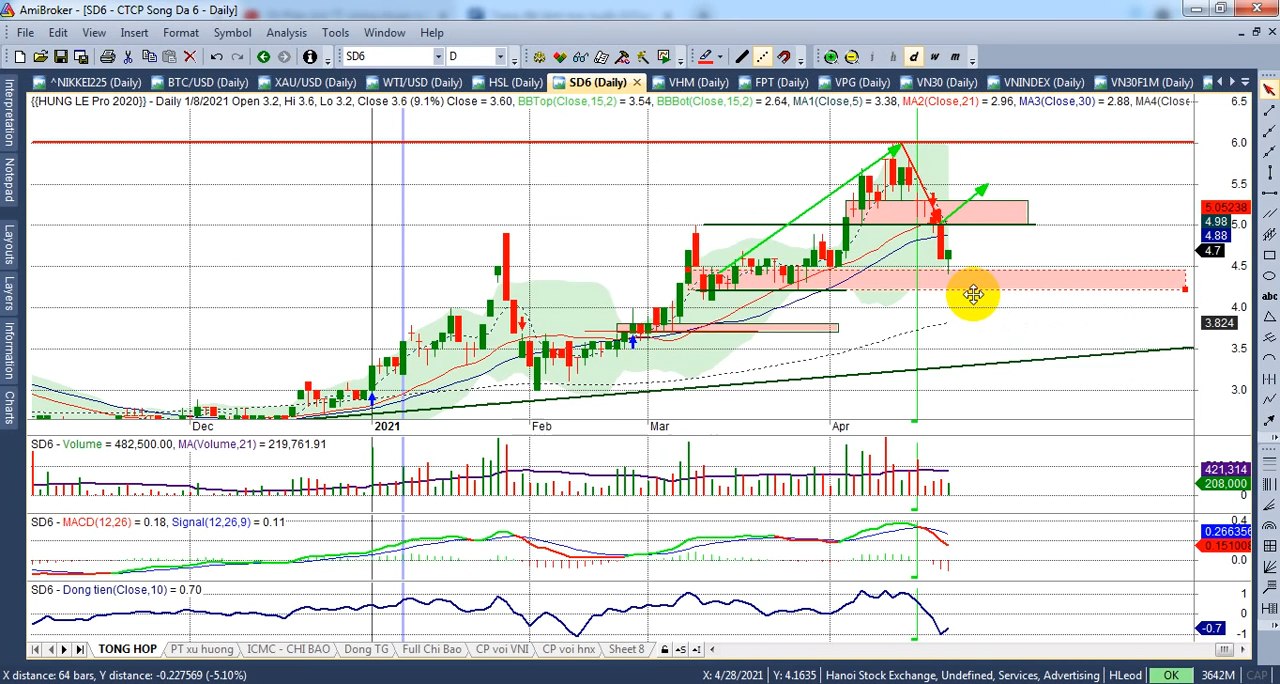 AmiBroker - [SD6 - CTCP Song Da 6 - Daily]
File Edit View Insert Format Symbol Analysis Tools Window Help
SD6 D i h d w m
^NIKKEI225 (Daily) BTC/USD (Daily) XAU/USD (Daily) WTI/USD (Daily) HSL (Daily) SD6 (Daily) VHM (Daily) FPT (Daily) VPG (Daily) VN30 (Daily) VNINDEX (Daily) VN30F1M (Daily)
{{HUNG LE Pro 2020}} - Daily 1/8/2021 Open 3.2, Hi 3.6, Lo 3.2, Close 3.6 (9.1%) Close = 3.60, BBTop(Close,15,2) = 3.54, BBBot(Close,15,2) = 2.64, MA1(Close,5) = 3.38, MA2(Close,21) = 2.96, MA3(Close,30) = 2.88, MA4(Close
Interpretation
Notepad
Layouts
Layers
Information
Charts
abc
6.5
6.0
5.5
5.05238
4.98
5.0
4.88
4.7
4.5
4.0
3.824
3.5
3.0
Dec 2021 Feb Mar Apr
SD6 - Volume = 482,500.00, MA(Volume,21) = 219,761.91
421,314
208,000
0
SD6 - MACD(12,26) = 0.18, Signal(12,26,9) = 0.11
0.4
0.266356
0.151008
0.0
SD6 - Dong tien(Close,10) = 0.70
1
0
-0.7
-1
TONG HOP PT xu huong ICMC - CHI BAO Dong TG Full Chi Bao CP voi VNI CP voi hnx Sheet 8
X distance: 64 bars, Y distance: -0.227569 (-5.10%) X: 4/28/2021 Y: 4.1635 Hanoi Stock Exchange, Undefined, Services, Advertising HLeod OK 3642M CAP